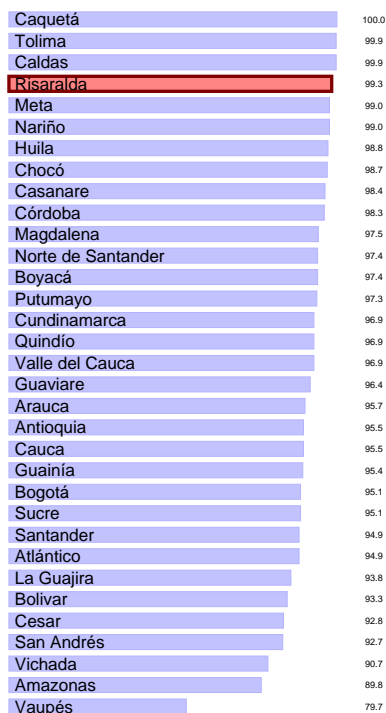 Caquetá 100.0
Tolima 99.9
Caldas 99.9
Risaralda 99.3
Meta 99.0
Nariño 99.0
Huila 98.8
Chocó 98.7
Casanare 98.4
Córdoba 98.3
Magdalena 97.5
Norte de Santander 97.4
Boyacá 97.4
Putumayo 97.3
Cundinamarca 96.9
Quindío 96.9
Valle del Cauca 96.9
Guaviare 96.4
Arauca 95.7
Antioquia 95.5
Cauca 95.5
Guainía 95.4
Bogotá 95.1
Sucre 95.1
Santander 94.9
Atlántico 94.9
La Guajira 93.8
Bolivar 93.3
Cesar 92.8
San Andrés 92.7
Vichada 90.7
Amazonas 89.8
Vaupés 79.7